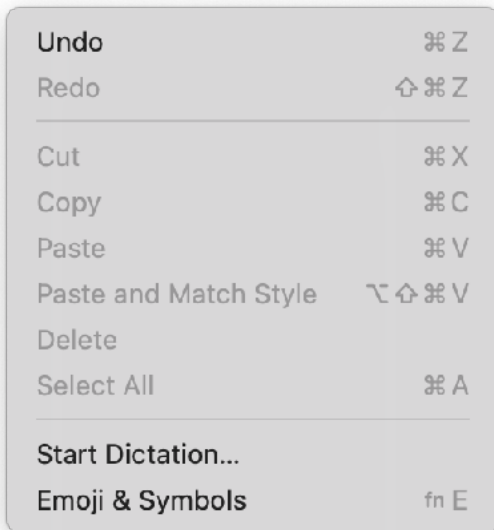 Undo ⌘ Z
Redo ⇧ ⌘ Z
Cut ⌘ X
Copy ⌘ C
Paste ⌘ V
Paste and Match Style ⌥ ⇧ ⌘ V
Delete
Select All ⌘ A
Start Dictation...
Emoji & Symbols fn E